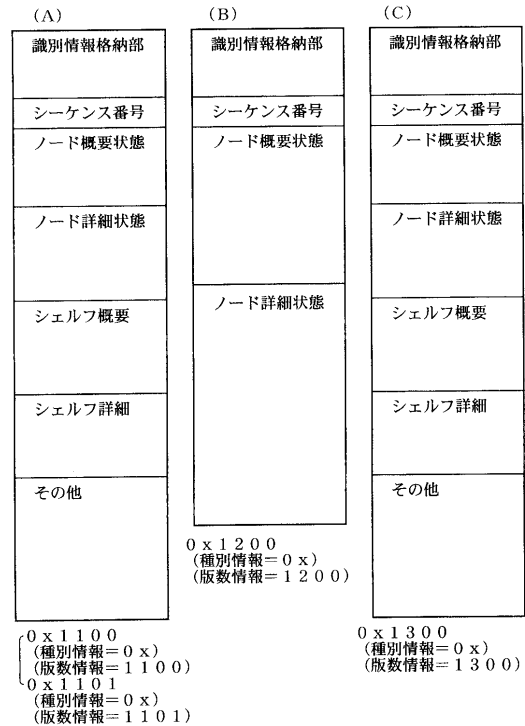 (A)
識別情報格納部
シーケンス番号
ノード概要状態
ノード詳細状態
シェルフ概要
シェルフ詳細
その他
0x1100
(種別情報=0x)
(版数情報=1100)
0x1101
(種別情報=0x)
(版数情報=1101)
(B)
識別情報格納部
シーケンス番号
ノード概要状態
ノード詳細状態
0x1200
(種別情報=0x)
(版数情報=1200)
(C)
識別情報格納部
シーケンス番号
ノード概要状態
ノード詳細状態
シェルフ概要
シェルフ詳細
その他
0x1300
(種別情報=0x)
(版数情報=1300)